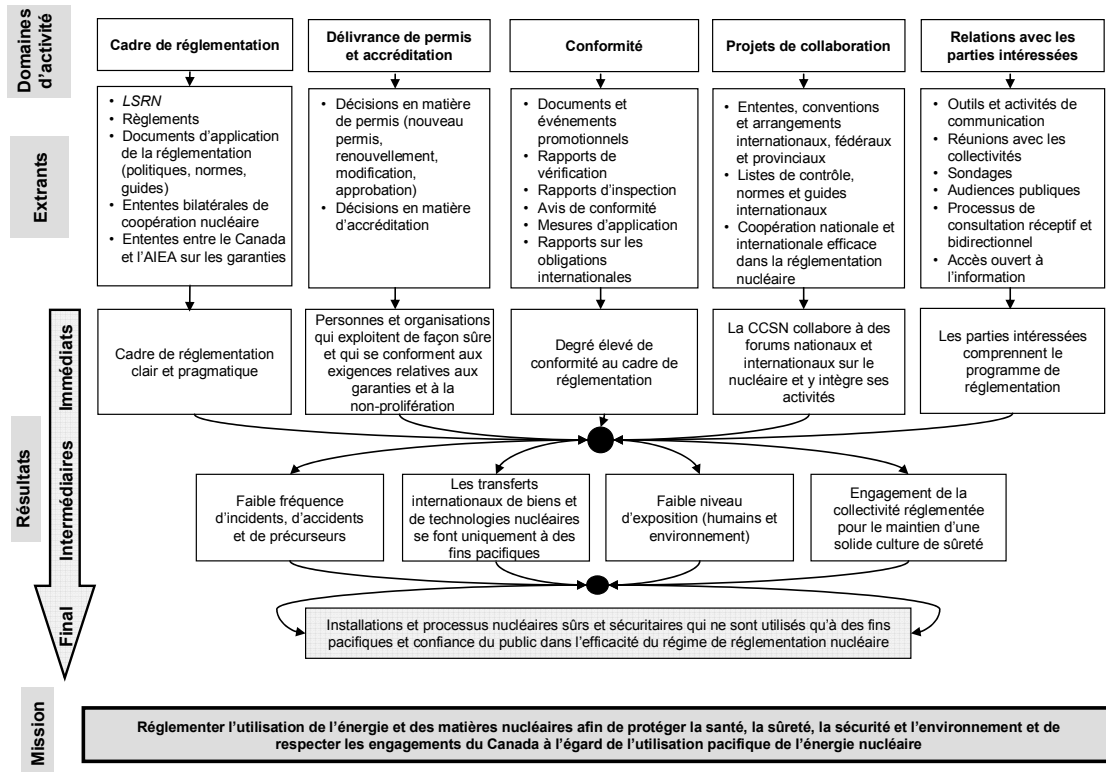 Domaines
d'activité
Cadre de réglementation
Délivrance de permis
et accréditation
Conformité
Projets de collaboration
Relations avec les
parties intéressées
Extrants
• LSRN
• Règlements
• Documents d'application
de la réglementation
(politiques, normes,
guides)
• Ententes bilatérales de
coopération nucléaire
• Ententes entre le Canada
et l'AIEA sur les garanties
• Décisions en matière
de permis (nouveau
permis,
renouvellement,
modification,
approbation)
• Décisions en matière
d'accréditation
• Documents et
événements
promotionnels
• Rapports de
vérification
• Rapports d'inspection
• Avis de conformité
• Mesures d'application
• Rapports sur les
obligations
internationales
• Ententes, conventions
et arrangements
internationaux, fédéraux
et provinciaux
• Listes de contrôle,
normes et guides
internationaux
• Coopération nationale et
internationale efficace
dans la réglementation
nucléaire
• Outils et activités de
communication
• Réunions avec les
collectivités
• Sondages
• Audiences publiques
• Processus de
consultation réceptif et
bidirectionnel
• Accès ouvert à
l'information
Résultats
Immédiats
Cadre de réglementation
clair et pragmatique
Personnes et organisations
qui exploitent de façon sûre
et qui se conforment aux
exigences relatives aux
garanties et à la
non-prolifération
Degré élevé de
conformité au cadre de
réglementation
La CCSN collabore à des
forums nationaux et
internationaux sur le
nucléaire et y intègre ses
activités
Les parties intéressées
comprennent le
programme de
réglementation
Intermédiaires
Faible fréquence
d'incidents, d'accidents
et de précurseurs
Les transferts
internationaux de biens et
de technologies nucléaires
se font uniquement à des
fins pacifiques
Faible niveau
d'exposition (humains et
environnement)
Engagement de la
collectivité réglementée
pour le maintien d'une
solide culture de sûreté
Final
Installations et processus nucléaires sûrs et sécuritaires qui ne sont utilisés qu'à des fins
pacifiques et confiance du public dans l'efficacité du régime de réglementation nucléaire
Mission
Réglementer l'utilisation de l'énergie et des matières nucléaires afin de protéger la santé, la sûreté, la sécurité et l'environnement et de
respecter les engagements du Canada à l'égard de l'utilisation pacifique de l'énergie nucléaire